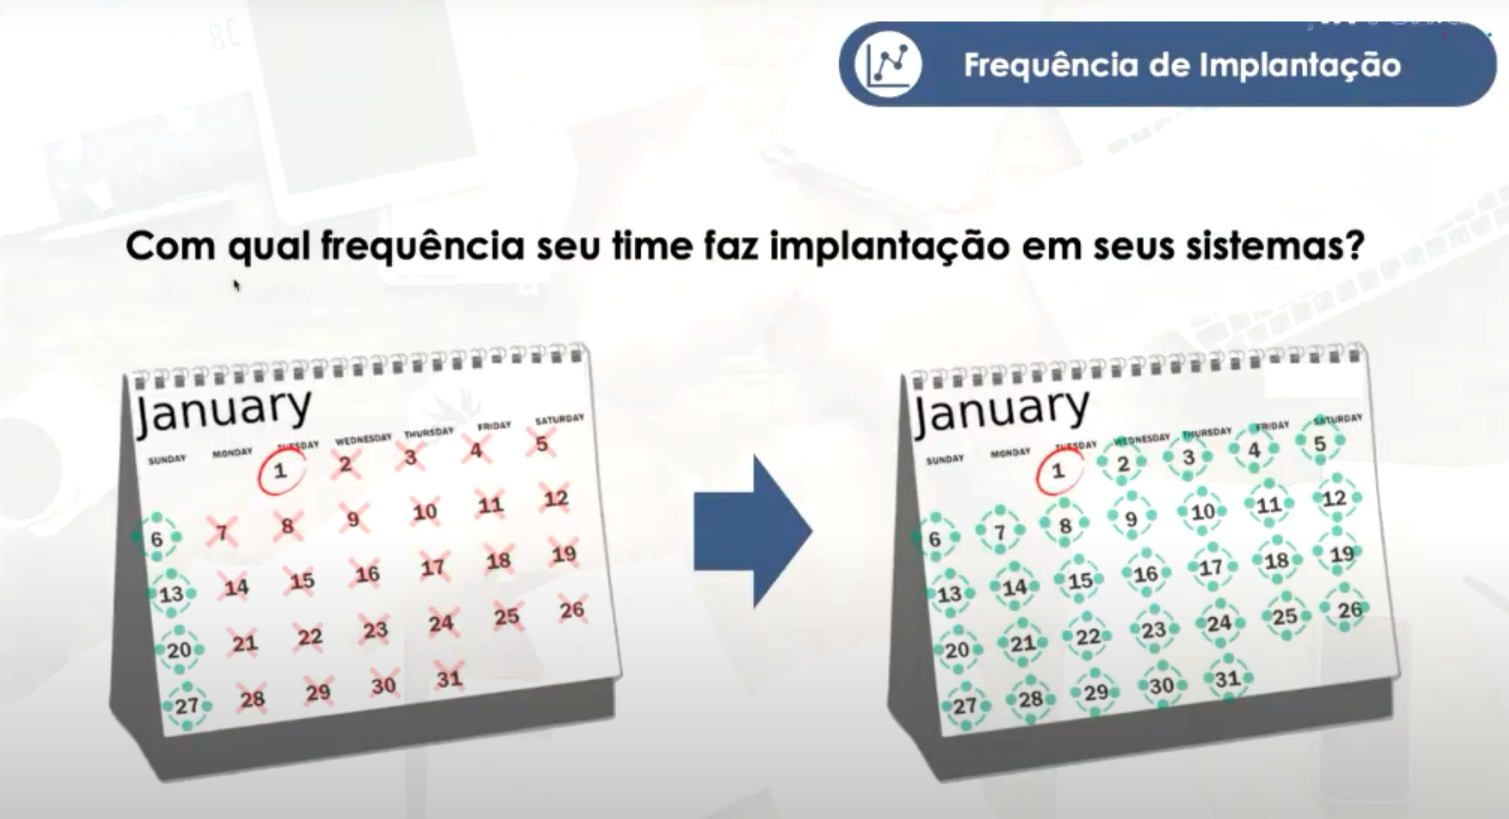 Frequência de Implantação
Com qual frequência seu time faz implantação em seus sistemas?
January
SUNDAY MONDAY TUESDAY WEDNESDAY THURSDAY FRIDAY SATURDAY
1 2 3 4 5
6 7 8 9 10 11 12
13 14 15 16 17 18 19
20 21 22 23 24 25 26
27 28 29 30 31
January
SUNDAY MONDAY TUESDAY WEDNESDAY THURSDAY FRIDAY SATURDAY
1 2 3 4 5
6 7 8 9 10 11 12
13 14 15 16 17 18 19
20 21 22 23 24 25 26
27 28 29 30 31